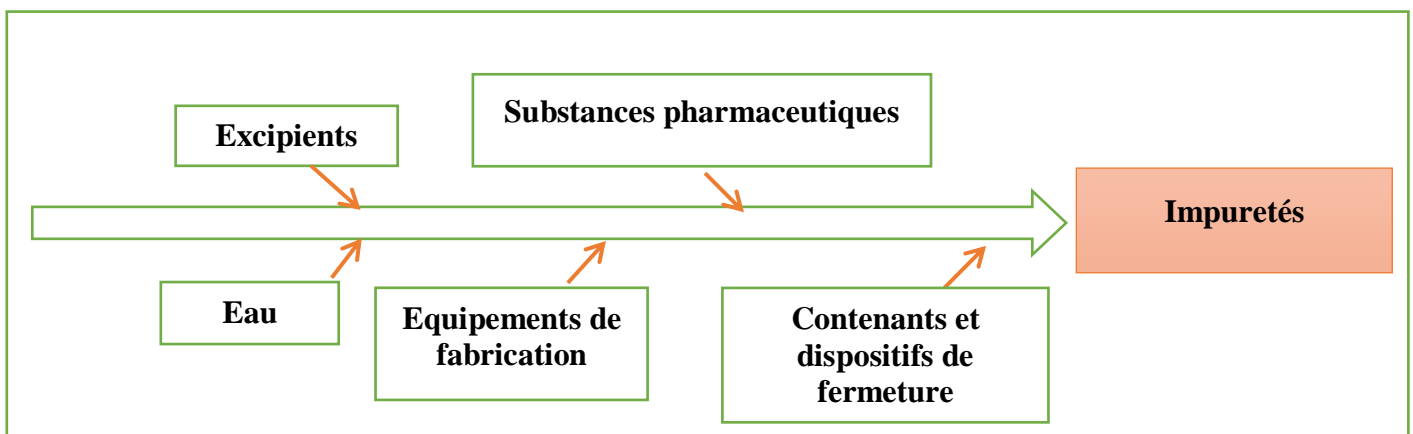 Substances pharmaceutiques
Excipients
Impuretés
Eau
Equipements de
fabrication
Contenants et
dispositifs de
fermeture